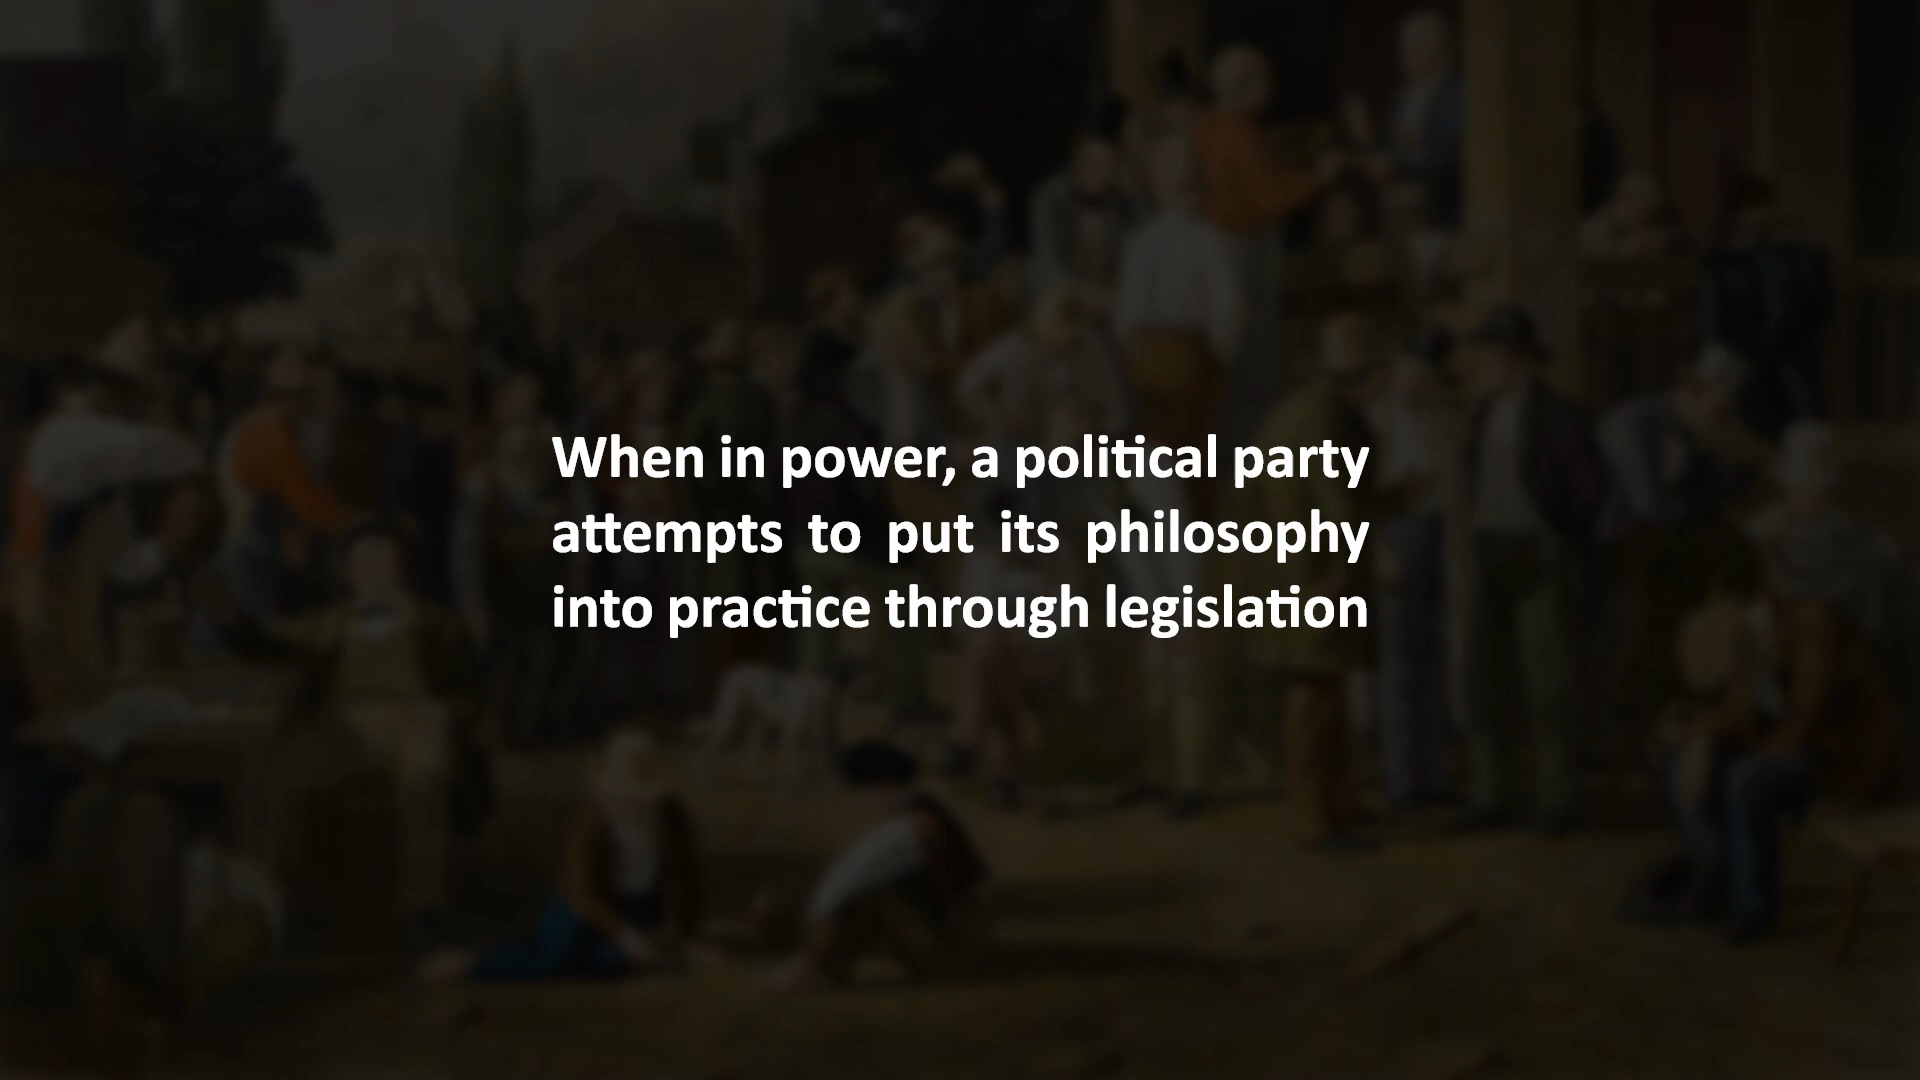 When in power, a political party
attempts to put its philosophy
into practice through legislation